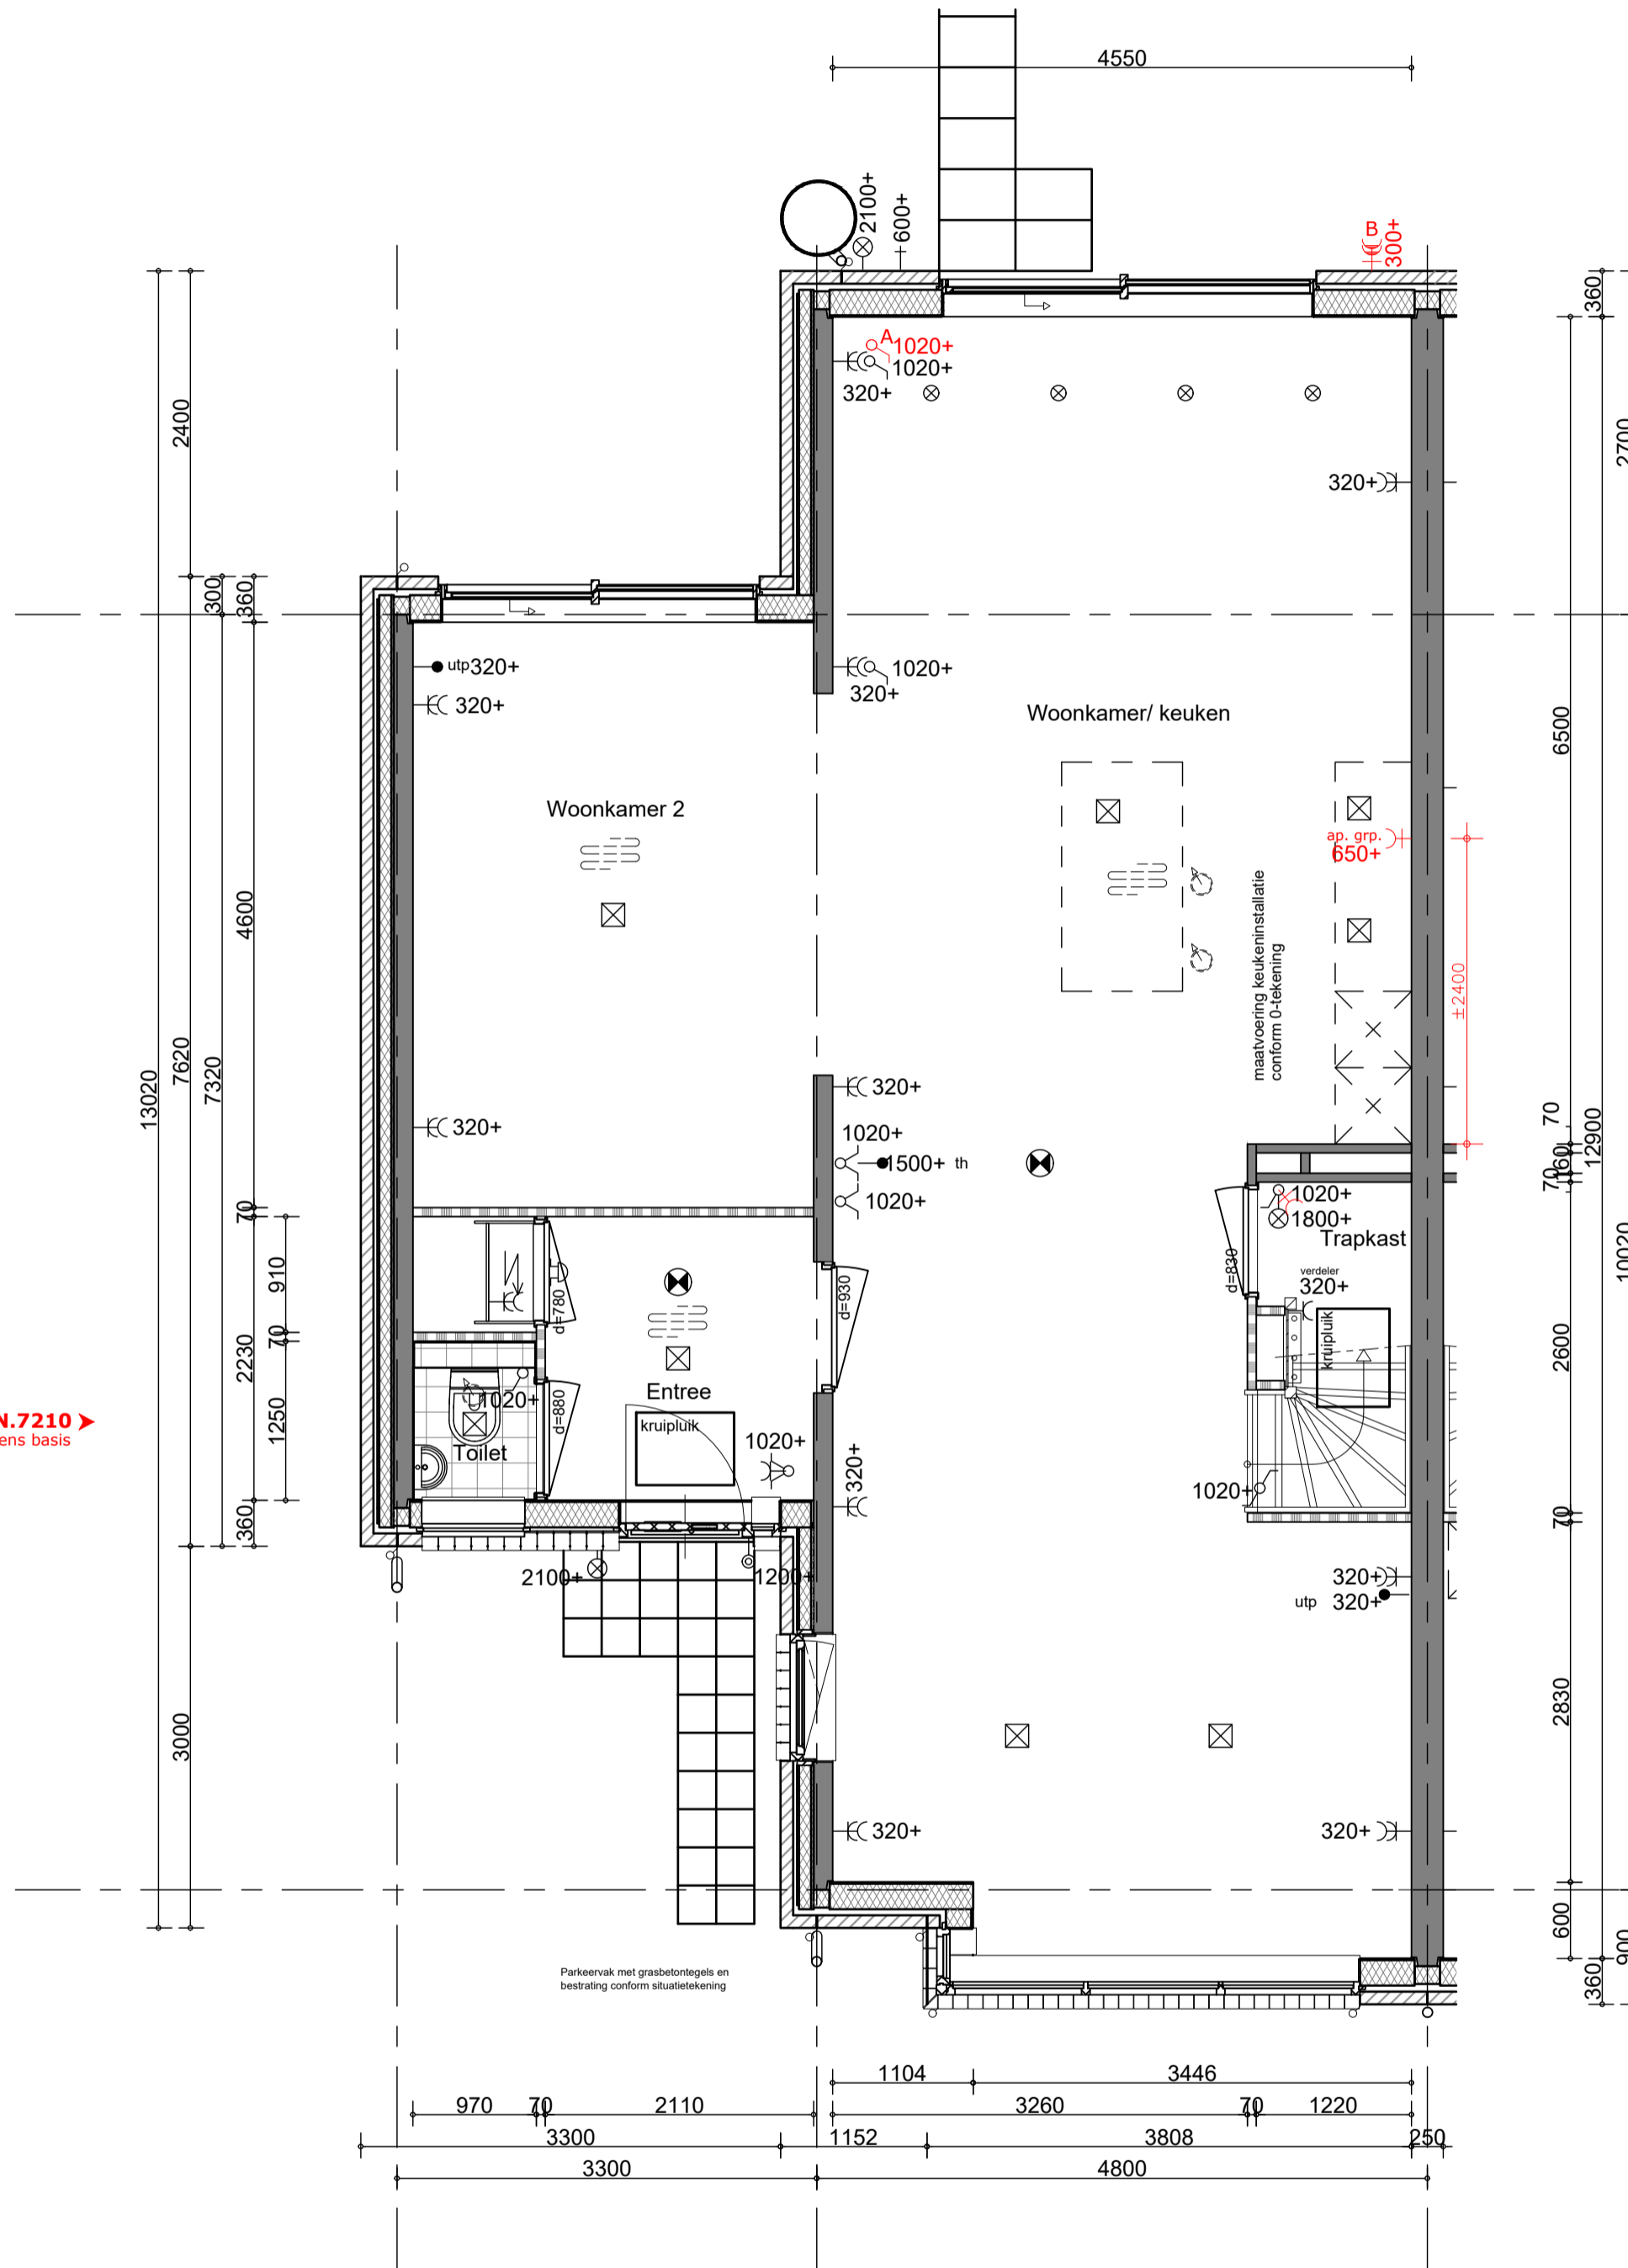 4550
2100+
600+
B
300+
360
A
1020+
1020+
320+
2400
2700
320+
300
360
utp 320+
1020+
320+
320+
Woonkamer/ keuken
6500
Woonkamer 2
ap. grp.
650+
maatvoering keukeninstallatie
conform 0-tekening
4600
±2400
7620
7320
13020
320+
320+
1020+
1500+ th
1020+
70
160
70
12900
1020+
1800+
Trapkast
70
910
d=780
d=930
d=830
verdeler
320+
kruipluik
10020
2600
70
2230
1250
1020+
Entree
d=880
kruipluik
Toilet
1020+
320+
1020+
N.7210
ens basis
360
70
2100+
1200+
320+
utp 320+
3000
2830
320+
320+
600
900
360
Parkeervak met grasbetontegels en
bestrating conform situatietekening
1104
3446
970
70
2110
3260
70
1220
3300
1152
3808
250
3300
4800